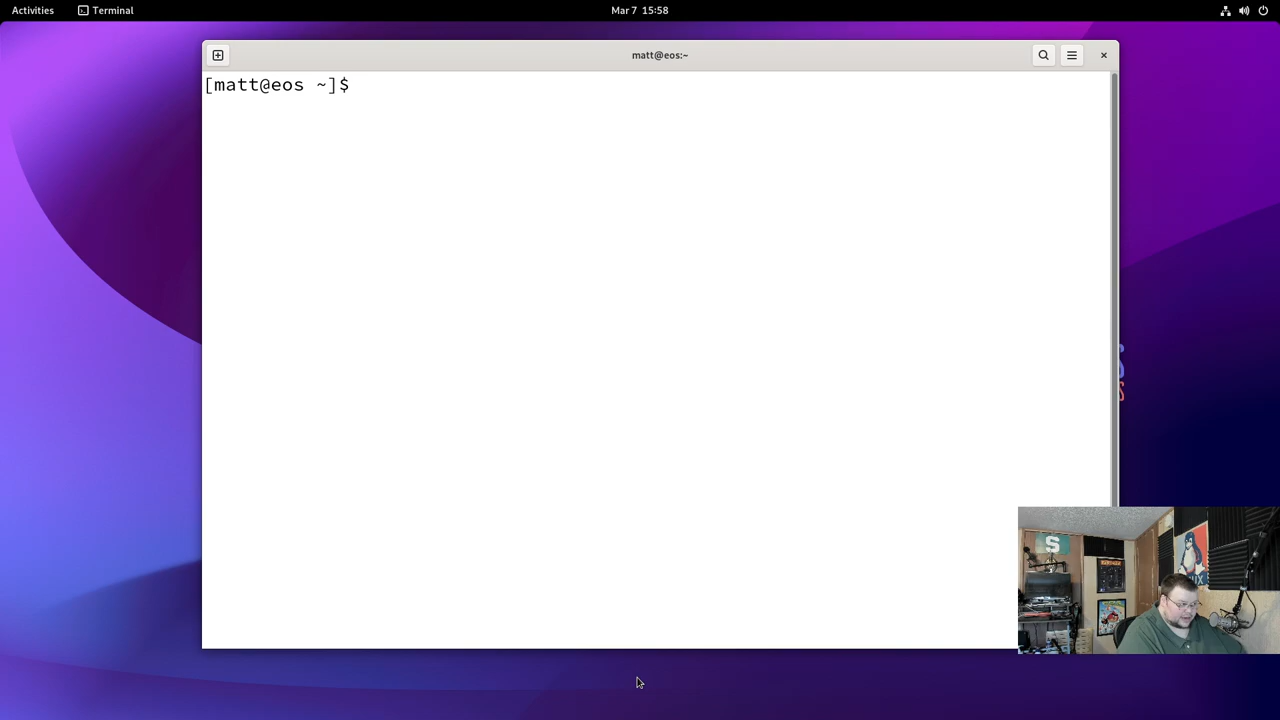 Activities
Terminal
Mar 7 15:58
matt@eos:~
[matt@eos ~]$
S